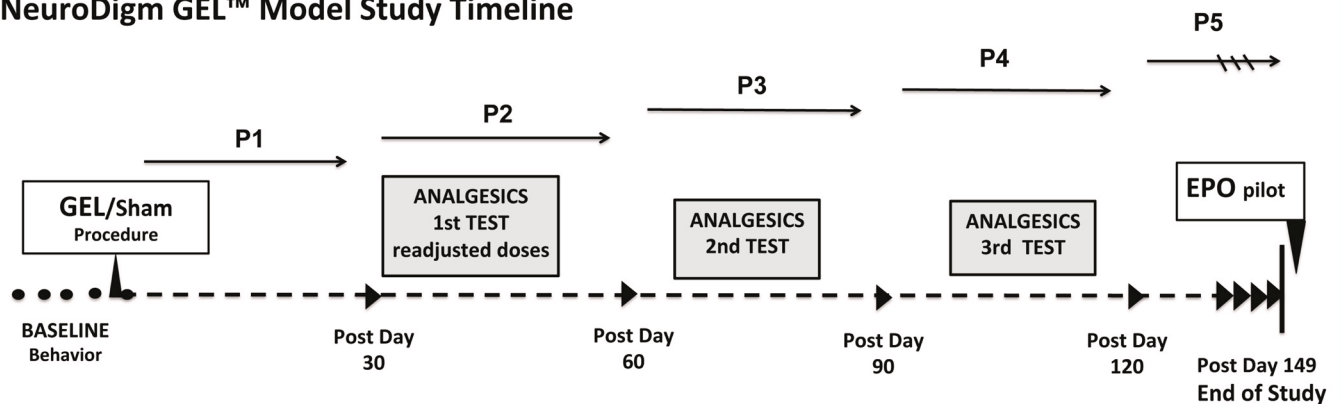 NeuroDigm GEL™ Model Study Timeline
P5
P4
P3
P2
P1
GEL/Sham
Procedure
ANALGESICS
1st TEST
readjusted doses
ANALGESICS
2nd TEST
ANALGESICS
3rd TEST
EPO pilot
BASELINE
Behavior
Post Day
30
Post Day
60
Post Day
90
Post Day
120
Post Day 149
End of Study